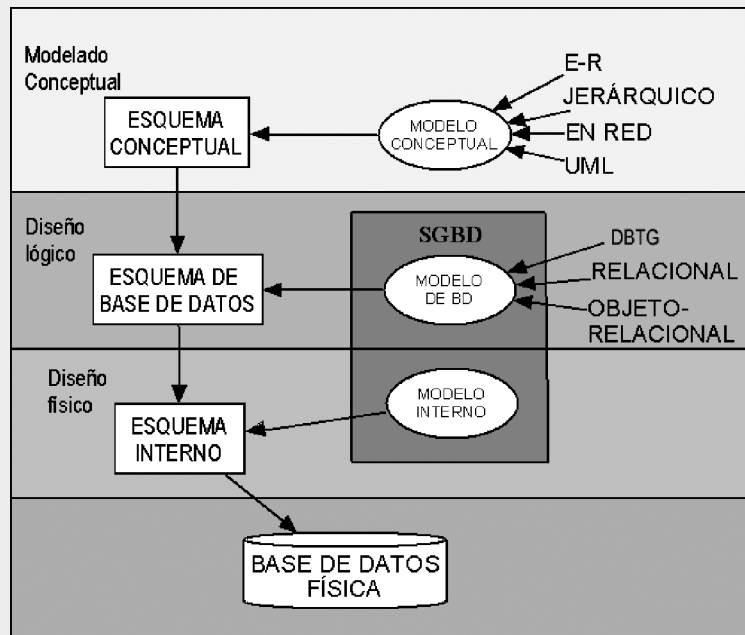 Modelado
Conceptual
ESQUEMA
CONCEPTUAL
MODELO
CONCEPTUAL
E-R
JERÁRQUICO
EN RED
UML
Diseño
lógico
ESQUEMA DE
BASE DE DATOS
SGBD
MODELO
DE BD
DBTG
RELACIONAL
OBJETO-
RELACIONAL
Diseño
físico
ESQUEMA
INTERNO
MODELO
INTERNO
BASE DE DATOS
FÍSICA